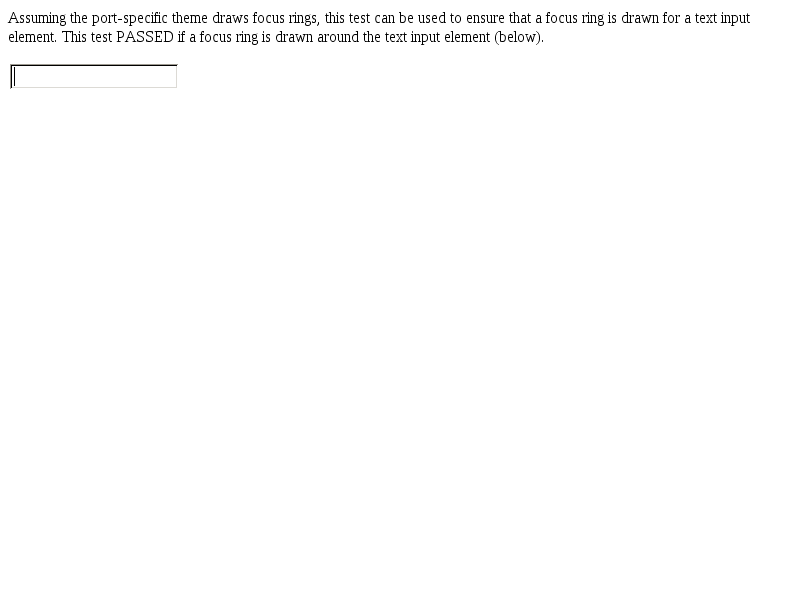 Assuming the port-specific theme draws focus rings, this test can be used to ensure that a focus ring is drawn for a text input
element. This test PASSED if a focus ring is drawn around the text input element (below).